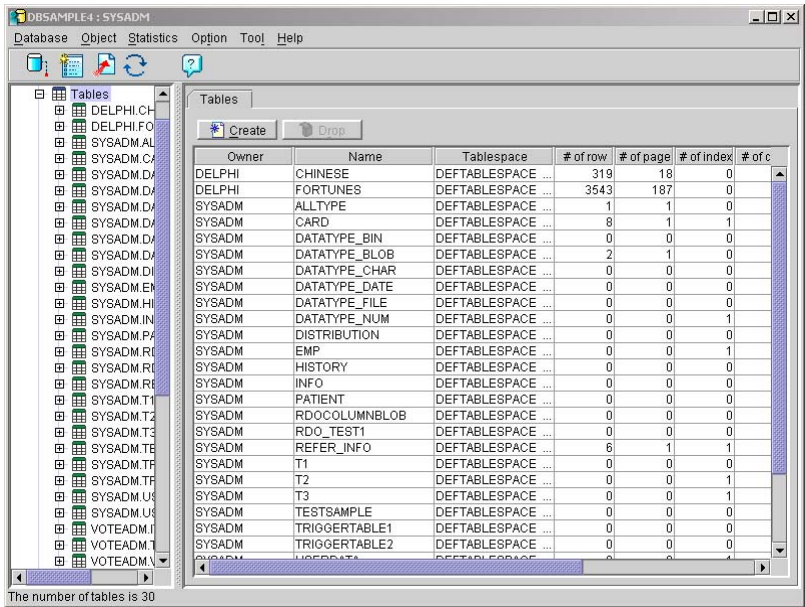 DBSAMPLE4 : SYSADM
Database Object Statistics Option Tool Help
Tables
DELPHI.CH
DELPHI.FO
SYSADM.AL
SYSADM.CA
SYSADM.DA
SYSADM.DA
SYSADM.DA
SYSADM.DA
SYSADM.DA
SYSADM.DA
SYSADM.DI
SYSADM.EM
SYSADM.HI
SYSADM.IN
SYSADM.PA
SYSADM.RD
SYSADM.RD
SYSADM.RE
SYSADM.T1
SYSADM.T2
SYSADM.T3
SYSADM.TE
SYSADM.TR
SYSADM.TR
SYSADM.US
SYSADM.US
VOTEADM.
VOTEADM.
VOTEADM.
Tables
Create Drop
Owner Name Tablespace # of row # of page # of index # of c
DELPHI CHINESE DEFTABLESPACE ... 319 18 0
DELPHI FORTUNES DEFTABLESPACE ... 3543 187 0
SYSADM ALLTYPE DEFTABLESPACE ... 1 1 0
SYSADM CARD DEFTABLESPACE ... 8 1 1
SYSADM DATATYPE_BIN DEFTABLESPACE ... 0 0 0
SYSADM DATATYPE_BLOB DEFTABLESPACE ... 2 1 0
SYSADM DATATYPE_CHAR DEFTABLESPACE ... 0 0 0
SYSADM DATATYPE_DATE DEFTABLESPACE ... 0 0 0
SYSADM DATATYPE_FILE DEFTABLESPACE ... 0 0 0
SYSADM DATATYPE_NUM DEFTABLESPACE ... 0 0 1
SYSADM DISTRIBUTION DEFTABLESPACE ... 0 0 0
SYSADM EMP DEFTABLESPACE ... 0 0 1
SYSADM HISTORY DEFTABLESPACE ... 0 0 0
SYSADM INFO DEFTABLESPACE ... 0 0 0
SYSADM PATIENT DEFTABLESPACE ... 0 0 0
SYSADM RDOCOLUMNBLOB DEFTABLESPACE ... 0 0 0
SYSADM RDO_TEST1 DEFTABLESPACE ... 0 0 0
SYSADM REFER_INFO DEFTABLESPACE ... 6 1 1
SYSADM T1 DEFTABLESPACE ... 0 0 0
SYSADM T2 DEFTABLESPACE ... 0 0 1
SYSADM T3 DEFTABLESPACE ... 0 0 1
SYSADM TESTSAMPLE DEFTABLESPACE ... 0 0 0
SYSADM TRIGGERTABLE1 DEFTABLESPACE ... 0 0 0
SYSADM TRIGGERTABLE2 DEFTABLESPACE ... 0 0 0
The number of tables is 30